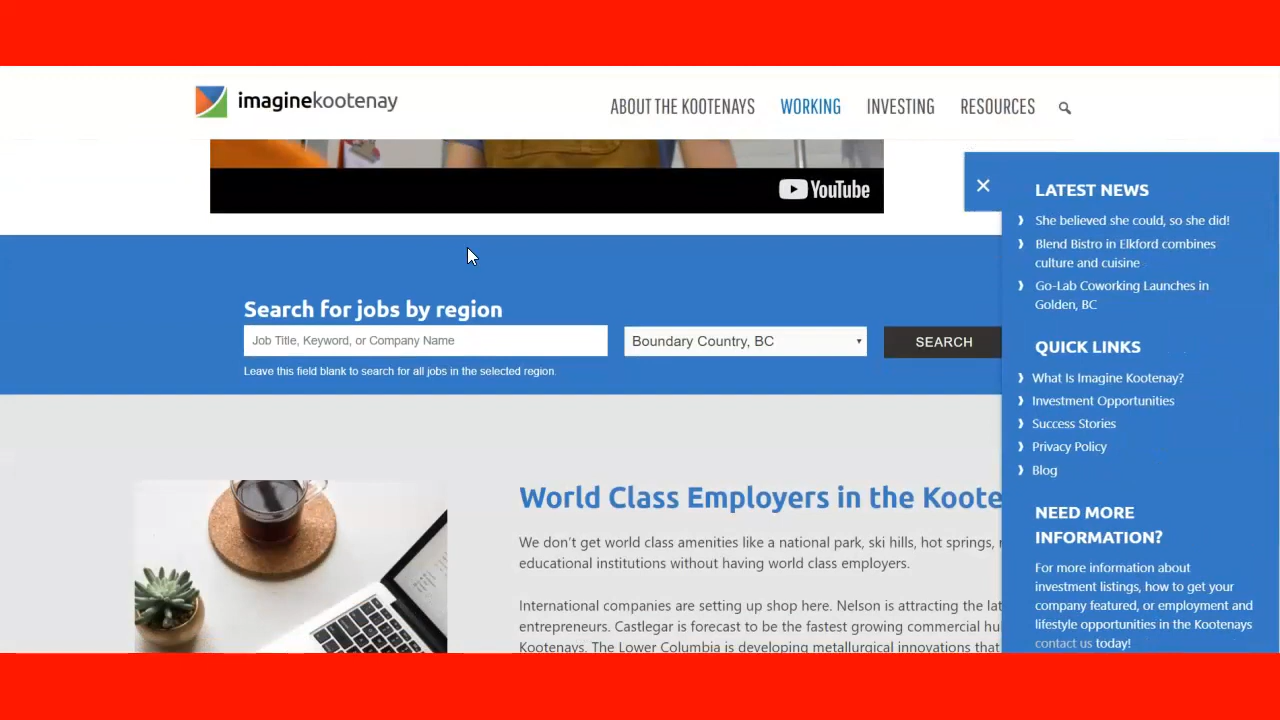 imaginekootenay
ABOUT THE KOOTENAYS WORKING INVESTING RESOURCES
YouTube
LATEST NEWS
She believed she could, so she did!
Blend Bistro in Elkford combines
culture and cuisine
Go-Lab Coworking Launches in
Golden, BC
Search for jobs by region
Job Title, Keyword, or Company Name
Boundary Country, BC
SEARCH
Leave this field blank to search for all jobs in the selected region.
QUICK LINKS
What Is Imagine Kootenay?
Investment Opportunities
Success Stories
Privacy Policy
Blog
NEED MORE
INFORMATION?
For more information about
investment listings, how to get your
company featured, or employment and
lifestyle opportunities in the Kootenays
contact us today!
World Class Employers in the Koote
We don't get world class amenities like a national park, ski hills, hot springs,
educational institutions without having world class employers.
International companies are setting up shop here. Nelson is attracting the lat
entrepreneurs. Castlegar is forecast to be the fastest growing commercial hu
Kootenays. The Lower Columbia is developing metallurgical innovations that